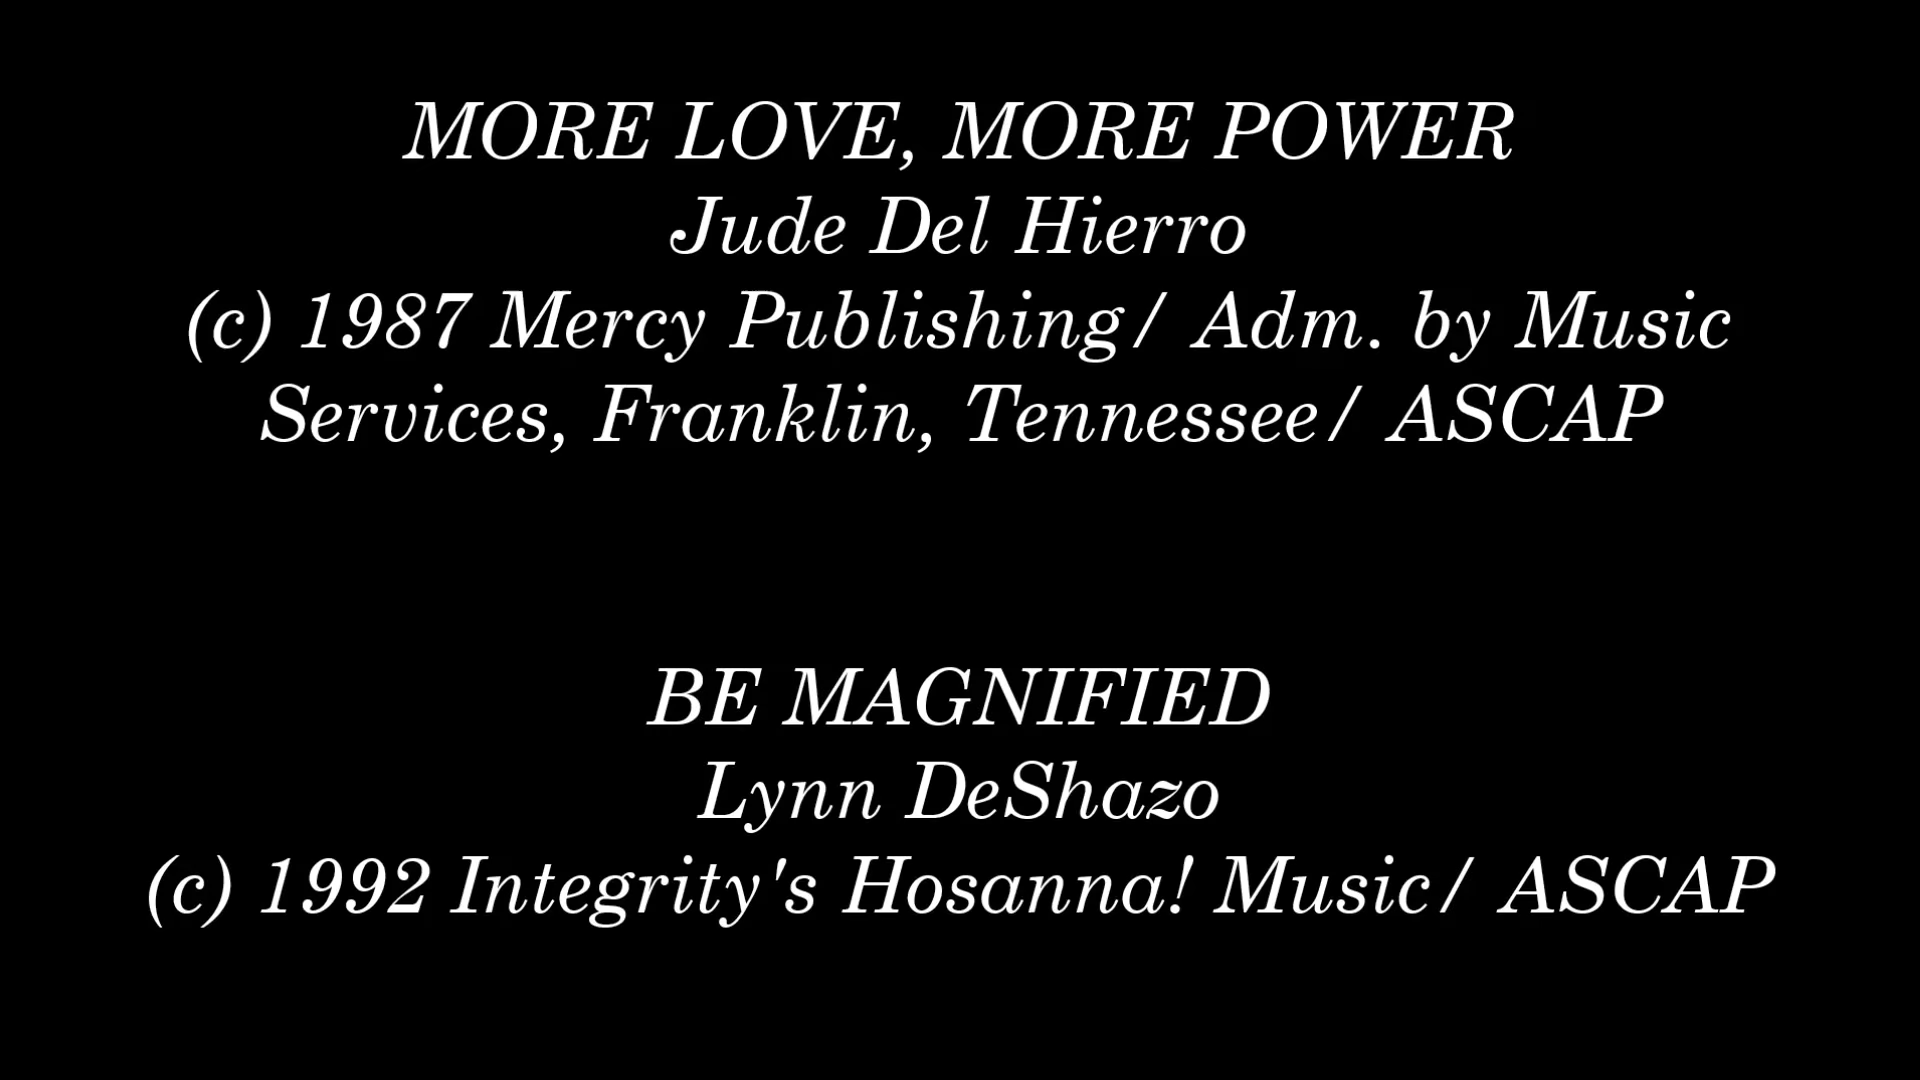 MORE LOVE, MORE POWER
Jude Del Hierro
(c) 1987 Mercy Publishing/ Adm. by Music
Services, Franklin, Tennessee/ ASCAP
BE MAGNIFIED
Lynn DeShazo
(c) 1992 Integrity's Hosanna! Music/ ASCAP